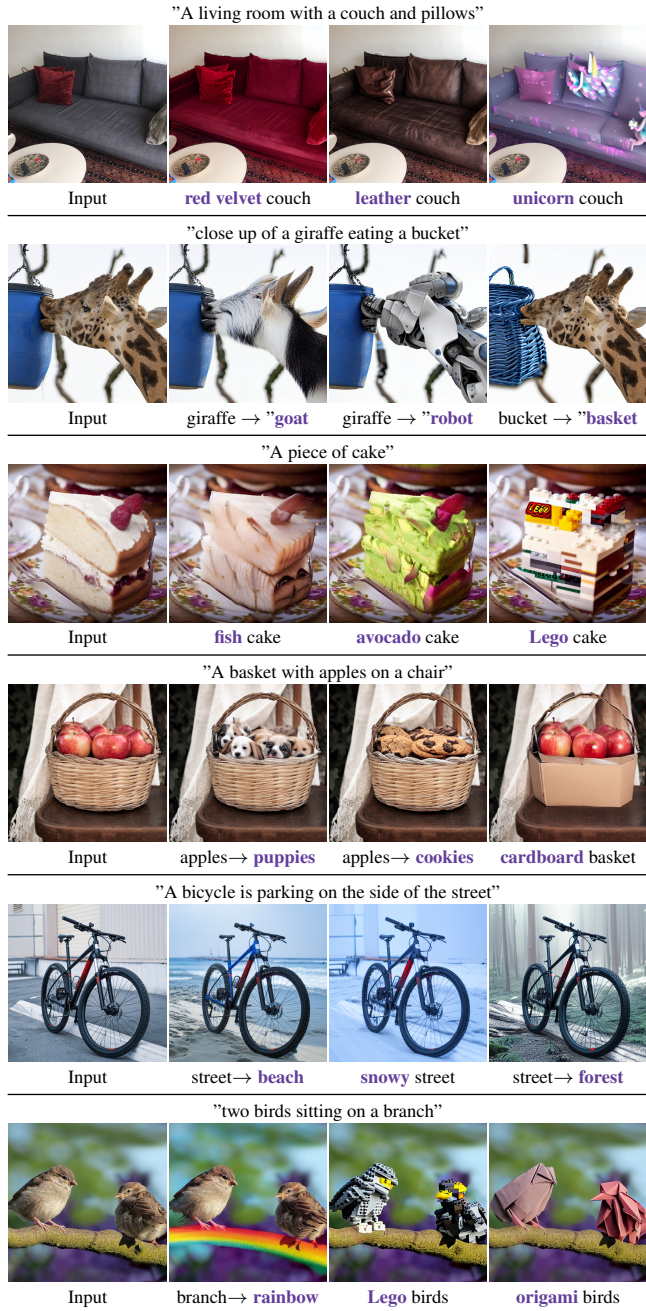 ”A living room with a couch and pillows”
Input
red velvet couch
leather couch
unicorn couch
”close up of a giraffe eating a bucket”
Input
giraffe → ”goat
giraffe → ”robot
bucket → ”basket
”A piece of cake”
Input
fish cake
avocado cake
Lego cake
”A basket with apples on a chair”
Input
apples→ puppies
apples→ cookies
cardboard basket
”A bicycle is parking on the side of the street”
Input
street→ beach
snowy street
street→ forest
”two birds sitting on a branch”
Input
branch→ rainbow
Lego birds
origami birds